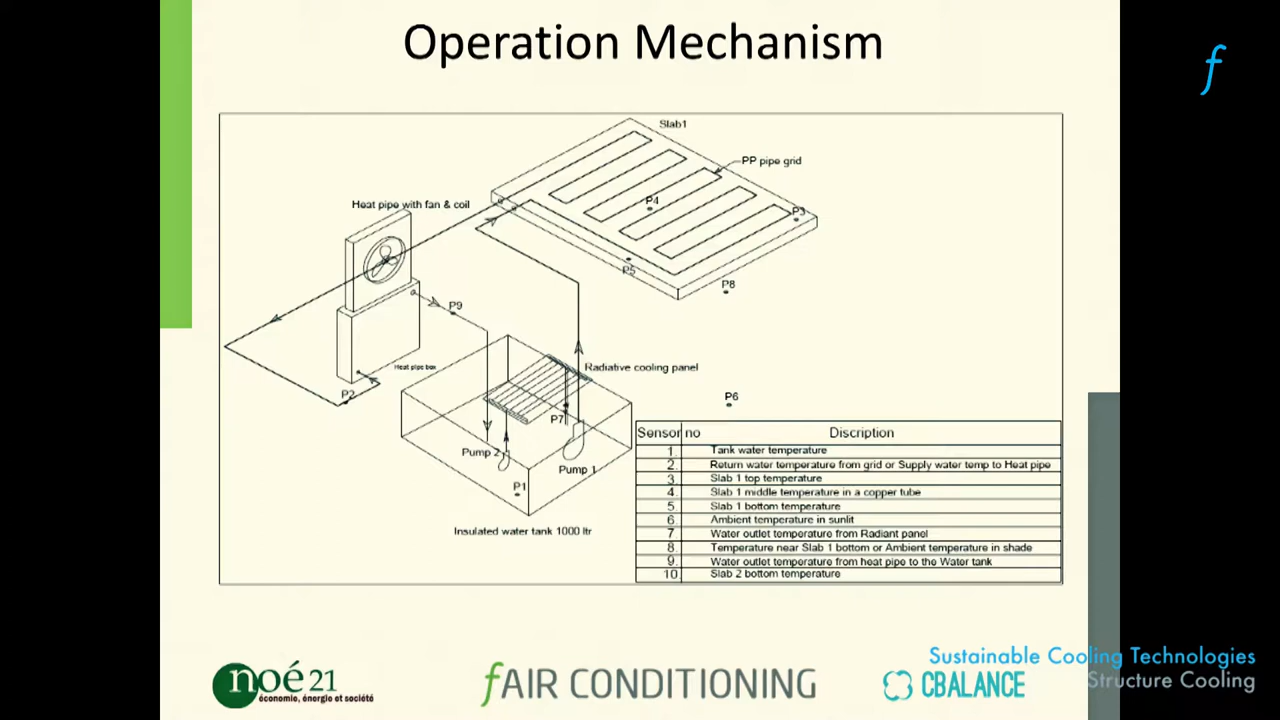 Operation Mechanism
f
Slab1
PP pipe grid
P4
P3
Heat pipe with fan & coil
P5
P8
P9
Radiative cooling panel
Heat pipe box
P2
P6
P7
Pump 2
Pump 1
P1
Insulated water tank 1000 ltr
Sensor no Discription
1. Tank water temperature
2. Return water temperature from grid or Supply water temp to Heat pipe
3 Slab 1 top temperature
4. Slab 1 middle temperature in a copper tube
5 Slab 1 bottom temperature
6 Ambient temperature in sunlit
7 Water outlet temperature from Radiant panel
8. Temperature near Slab 1 bottom or Ambient temperature in shade
9. Water outlet temperature from heat pipe to the Water tank
10. Slab 2 bottom temperature
noé21
économie, énergie et société
fAIR CONDITIONING
CBALANCE
Sustainable Cooling Technologies
Structure Cooling